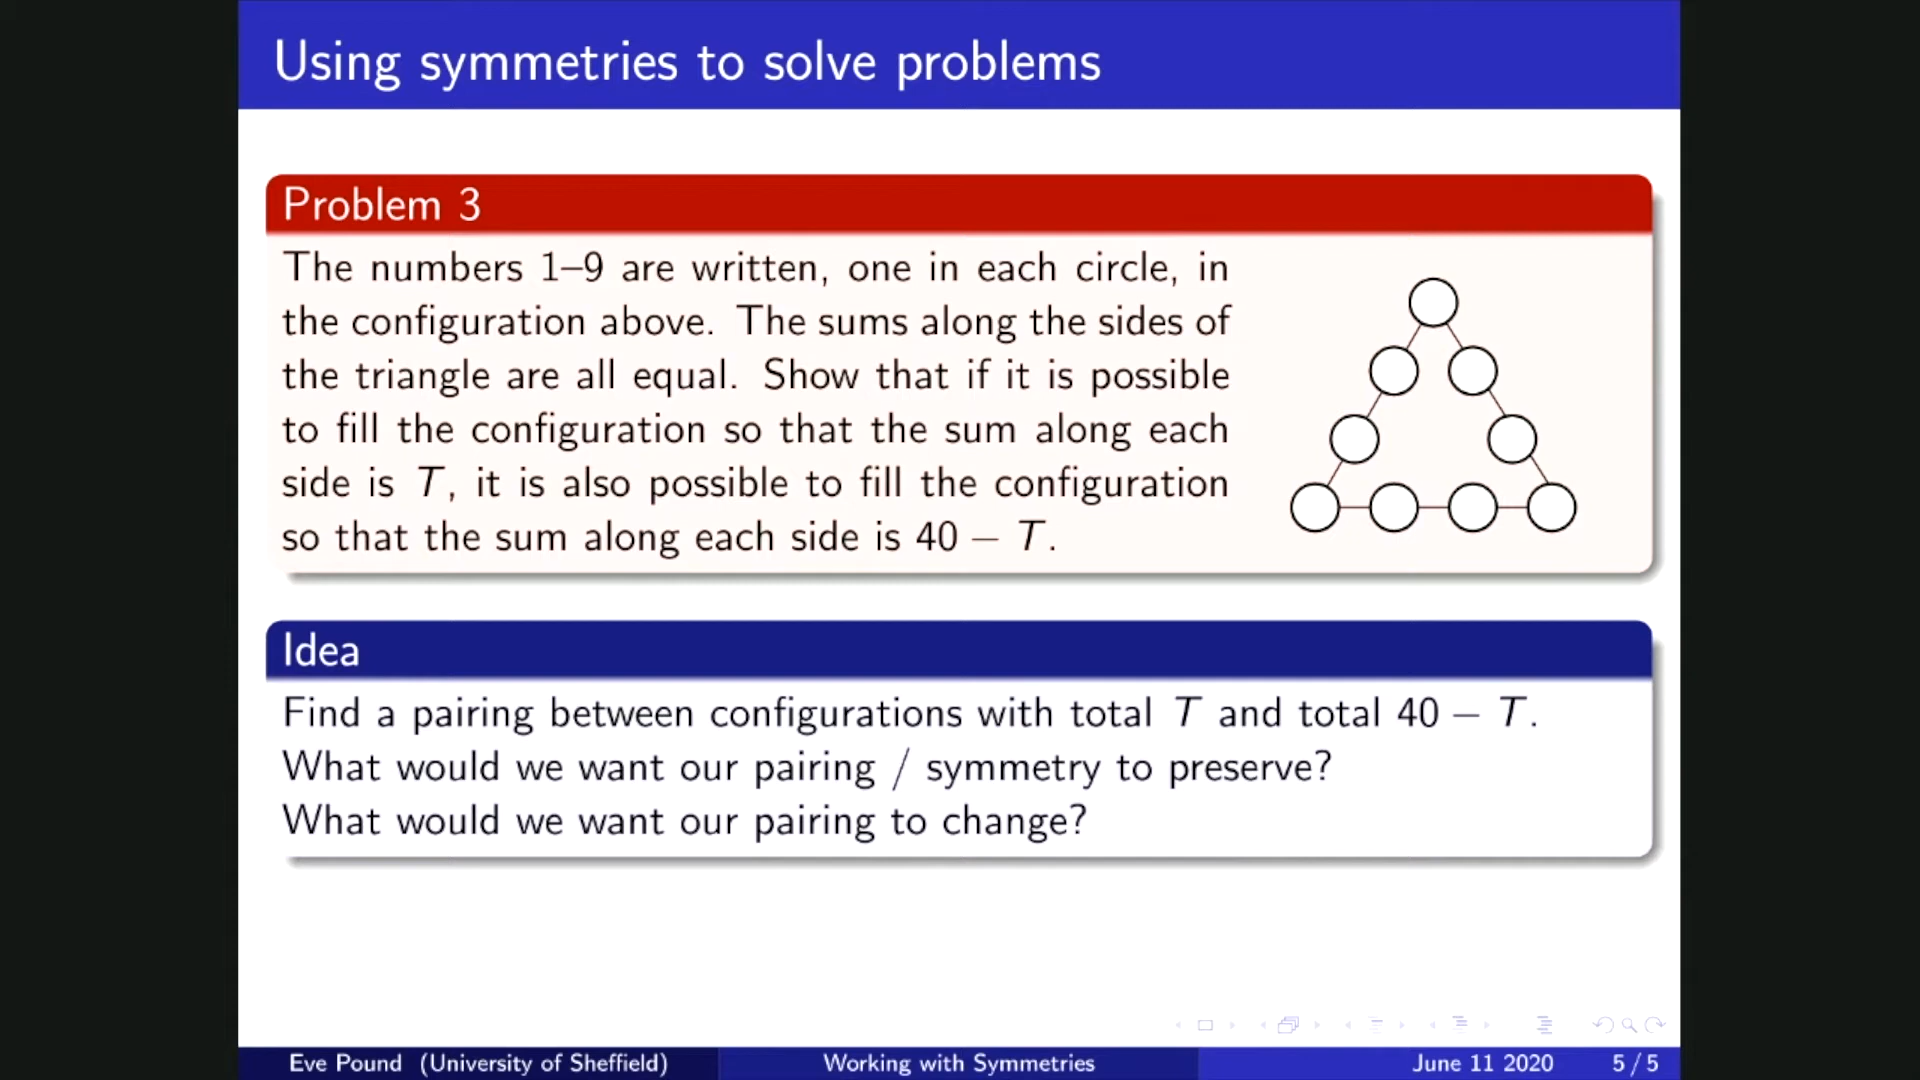 Using symmetries to solve problems
Problem 3
The numbers 1–9 are written, one in each circle, in
the configuration above. The sums along the sides of
the triangle are all equal. Show that if it is possible
to fill the configuration so that the sum along each
side is T, it is also possible to fill the configuration
so that the sum along each side is 40 − T.
Idea
Find a pairing between configurations with total T and total 40 − T.
What would we want our pairing / symmetry to preserve?
What would we want our pairing to change?
Eve Pound (University of Sheffield)
Working with Symmetries
June 11 2020
5 / 5